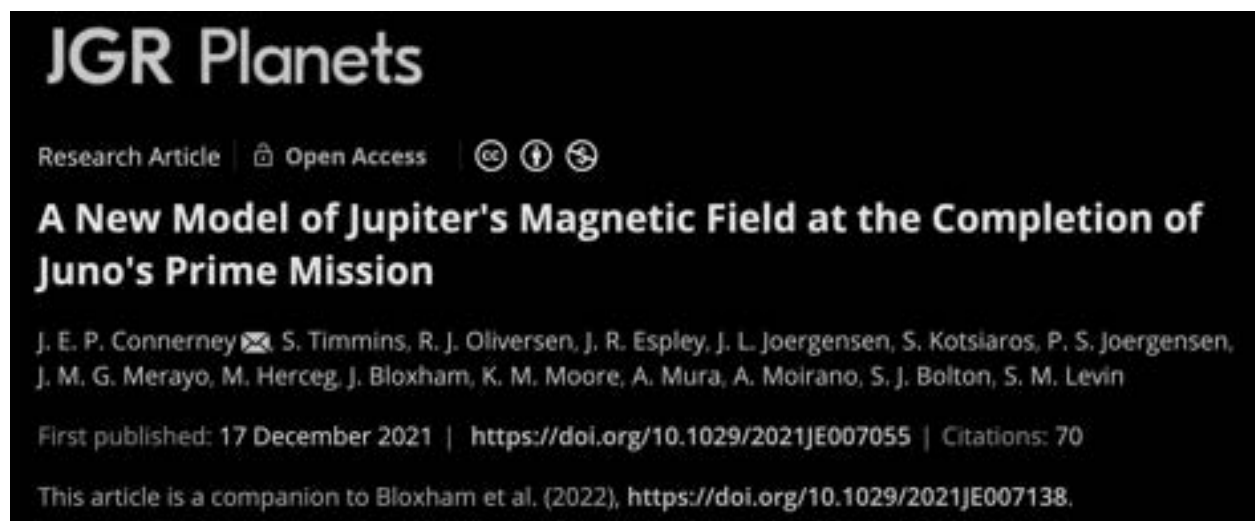 JGR Planets
Research Article Open Access
A New Model of Jupiter's Magnetic Field at the Completion of
Juno's Prime Mission
J. E. P. Connerney, S. Timmins, R. J. Oliversen, J. R. Espley, J. L. Joergensen, S. Kotsiaros, P. S. Joergensen,
J. M. G. Merayo, M. Herceg, J. Bloxham, K. M. Moore, A. Mura, A. Moirano, S. J. Bolton, S. M. Levin
First published: 17 December 2021 | https://doi.org/10.1029/2021JE007055 | Citations: 70
This article is a companion to Bloxham et al. (2022), https://doi.org/10.1029/2021JE007138.